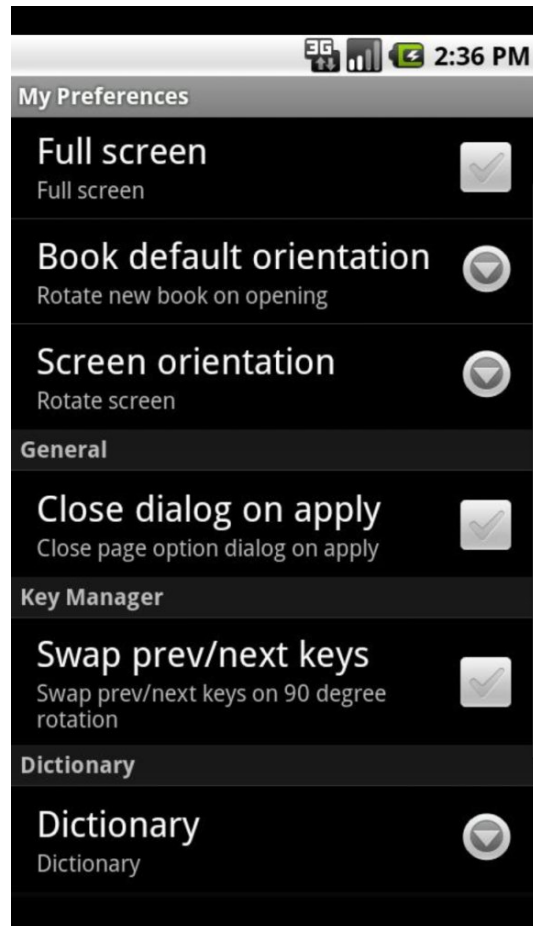 3G 2:36 PM
My Preferences
Full screen
Full screen
Book default orientation
Rotate new book on opening
Screen orientation
Rotate screen
General
Close dialog on apply
Close page option dialog on apply
Key Manager
Swap prev/next keys
Swap prev/next keys on 90 degree
rotation
Dictionary
Dictionary
Dictionary